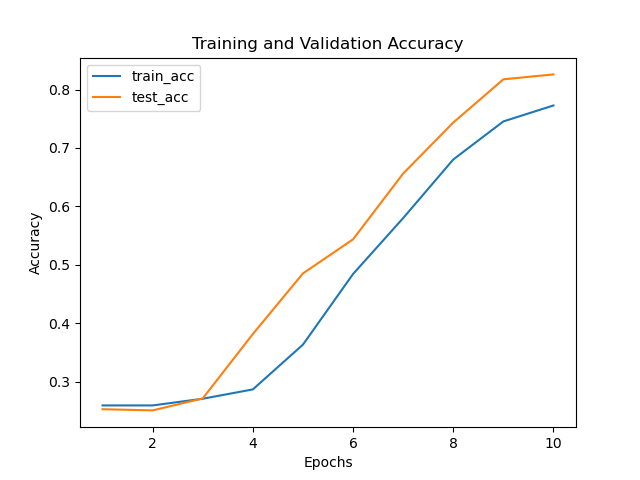 Training and Validation Accuracy
train_acc
test_acc
0.8
0.7
0.6
0.5
0.4
0.3
Accuracy
2 4 6 8 10
Epochs